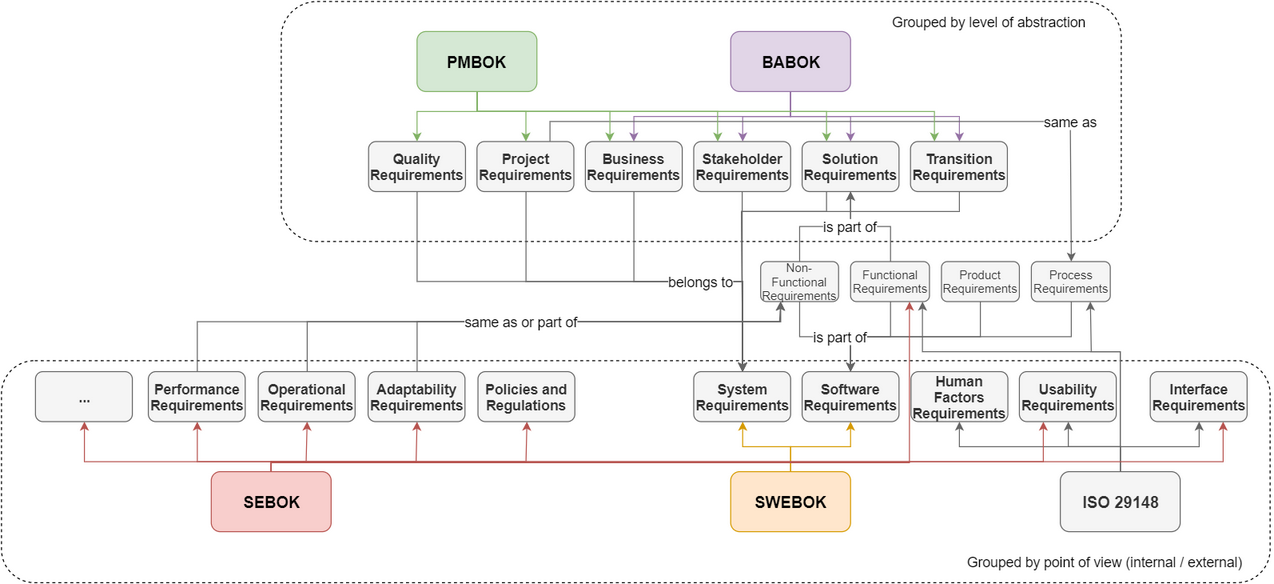 Grouped by level of abstraction
PMBOK
BABOK
same as
Quality
Requirements
Project
Requirements
Business
Requirements
Stakeholder
Requirements
Solution
Requirements
Transition
Requirements
is part of
belongs to
Non-
Functional
Requirements
Functional
Requirements
Product
Requirements
Process
Requirements
same as or part of
is part of
...
Performance
Requirements
Operational
Requirements
Adaptability
Requirements
Policies and
Regulations
System
Requirements
Software
Requirements
Human
Factors
Requirements
Usability
Requirements
Interface
Requirements
SEBOK
SWEBOK
ISO 29148
Grouped by point of view (internal / external)